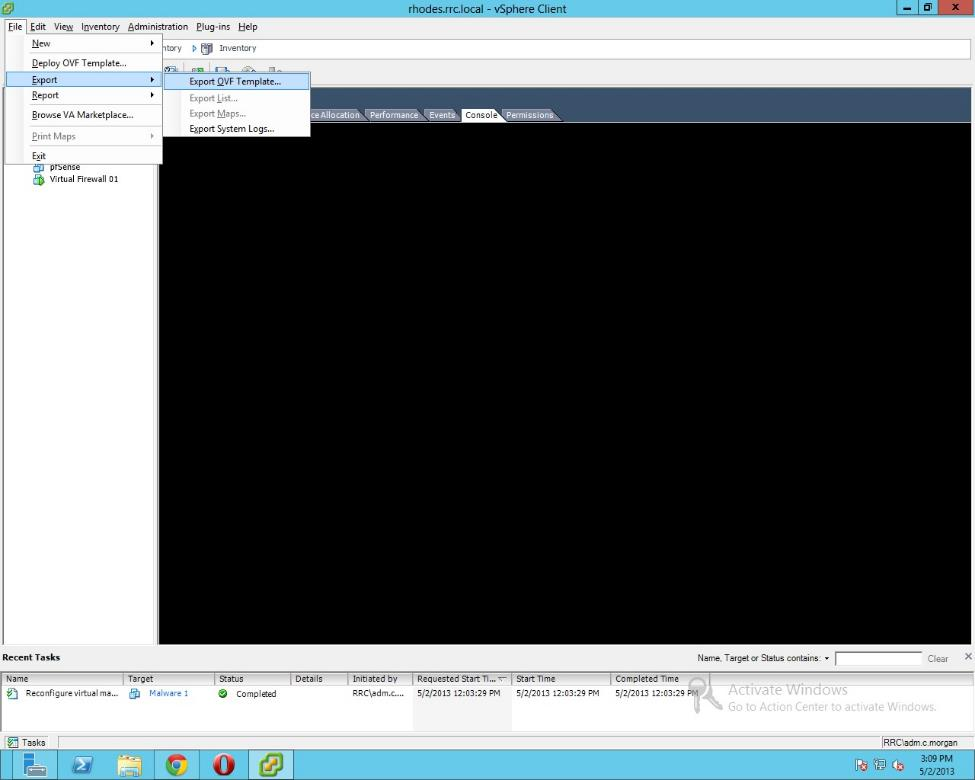 rhodes.rrc.local - vSphere Client
File Edit View Inventory Administration Plug-ins Help
New
Inventory
Deploy OVF Template...
Export
Export OVF Template...
Report
Export List...
Browse VA Marketplace...
Export Maps...
Print Maps
Export System Logs...
Exit
Allocation Performance Events Console Permissions
pfSense
Virtual Firewall 01
Recent Tasks
Name, Target or Status contains: Clear
Name Target Status Details Initiated by Requested Start Ti... Start Time Completed Time
Reconfigure virtual ma... Malware 1 Completed RRC\adm.c.... 5/2/2013 12:03:29 PM 5/2/2013 12:03:29 PM 5/2/2013 12:03:29 PM
Activate Windows
Go to Action Center to activate Windows.
Tasks
RRC\adm.c.morgan
3:09 PM
5/2/2013